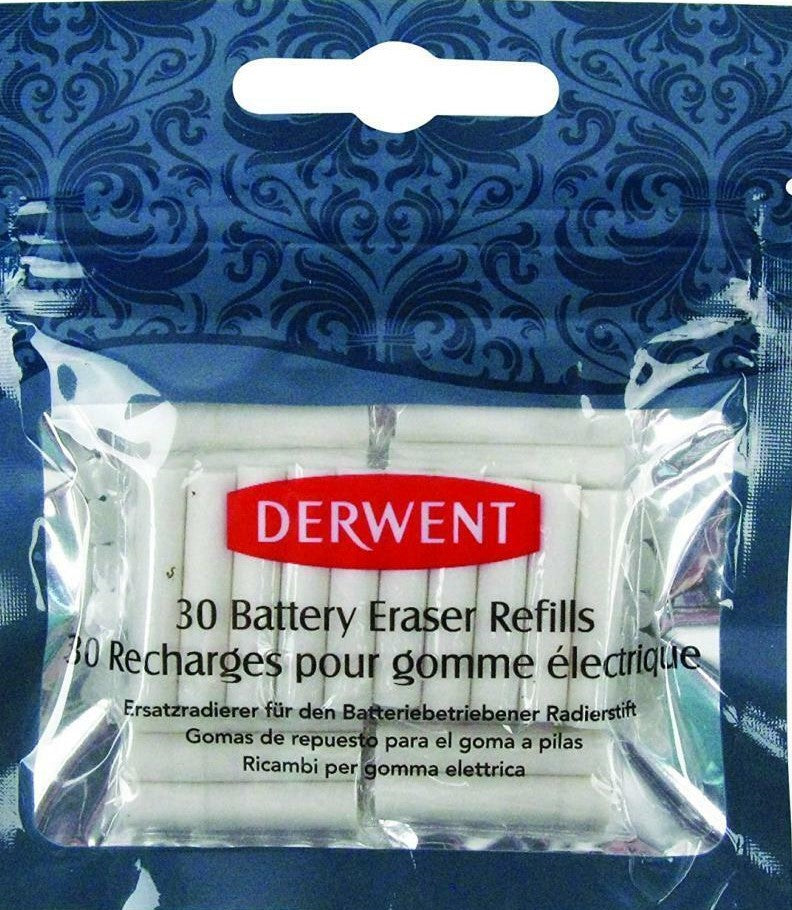 DERWENT
30 Battery Eraser Refills
30 Recharges pour gomme électrique
Ersatzradierer für den Batteriebetriebener Radierstift
Gomas de repuesto para el goma a pilas
Ricambi per gomma elettrica